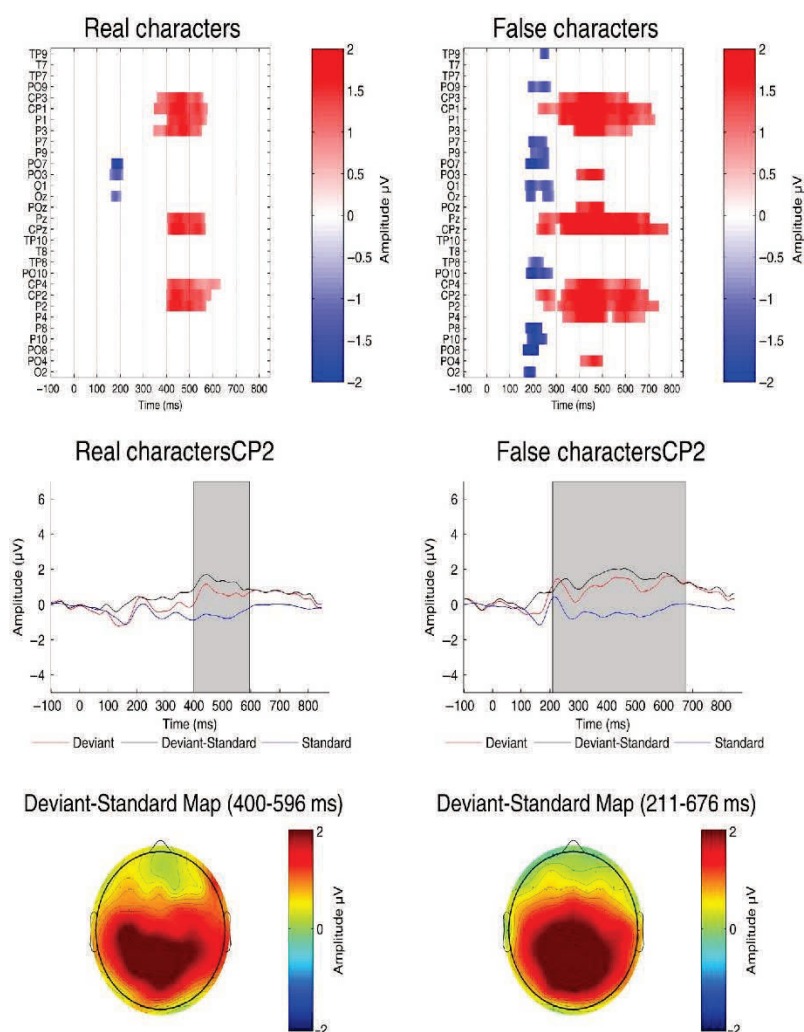 Real characters
TP9
T7
TP7
PO9
CP3
CP1
P1
P3
P7
P9
PO7
PO3
O1
Oz
POz
Pz
CPz
TP10
T8
TP8
PO10
CP4
CP2
P2
P4
P8
P10
PO8
PO4
O2
−100 0 100 200 300 400 500 600 700 800
Time (ms)
2
1.5
1
0.5
0
−0.5
−1
−1.5
−2
Amplitude µV
False characters
TP9
T7
TP7
PO9
CP3
CP1
P1
P3
P7
P9
PO7
PO3
O1
Oz
POz
Pz
CPz
TP10
T8
TP8
PO10
CP4
CP2
P2
P4
P8
P10
PO8
PO4
O2
−100 0 100 200 300 400 500 600 700 800
Time (ms)
2
1.5
1
0.5
0
−0.5
−1
−1.5
−2
Amplitude µV
Real charactersCP2
6
4
2
0
−2
−4
Amplitude (µV)
−100 0 100 200 300 400 500 600 700 800
Time (ms)
Deviant Deviant-Standard Standard
False charactersCP2
6
4
2
0
−2
−4
Amplitude (µV)
−100 0 100 200 300 400 500 600 700 800
Time (ms)
Deviant Deviant-Standard Standard
Deviant-Standard Map (400-596 ms)
2
1
0
−1
−2
Amplitude µV
Deviant-Standard Map (211-676 ms)
2
1
0
−1
−2
Amplitude µV